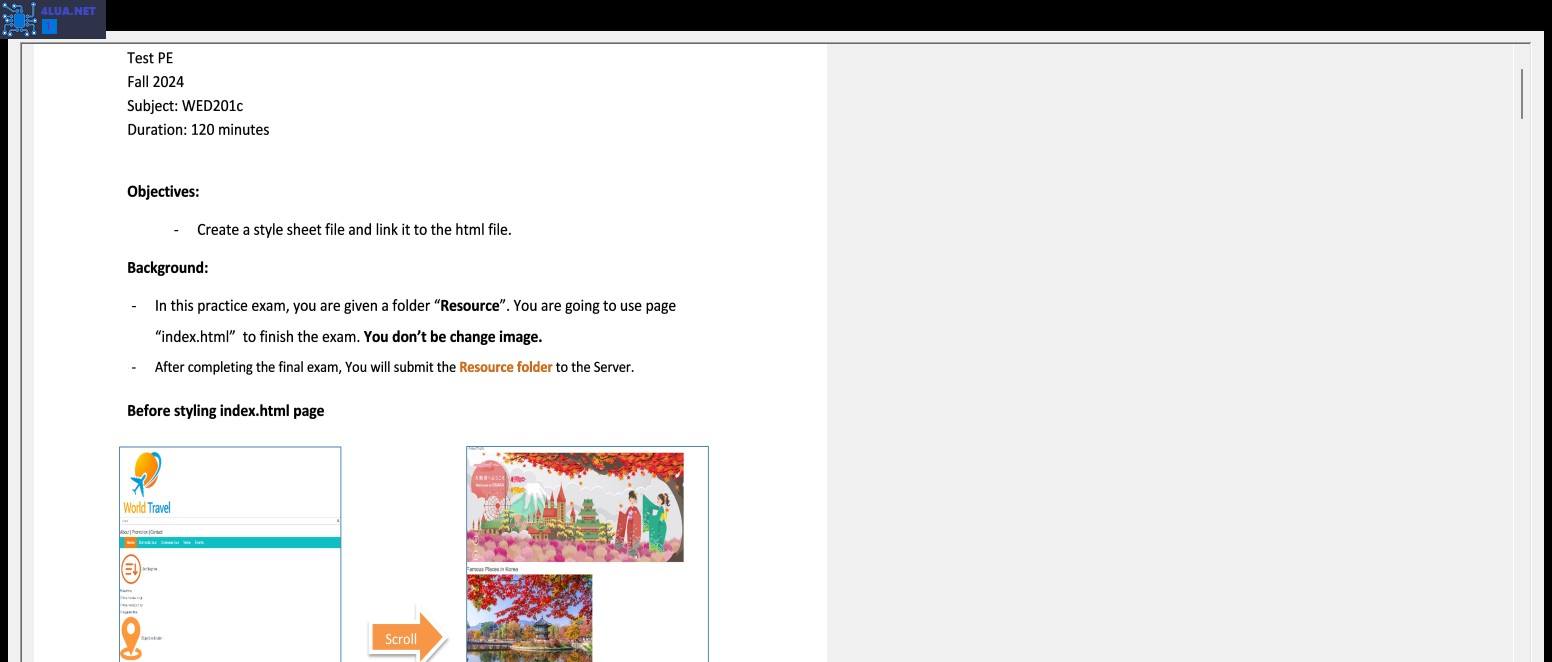 4LUA.NET
1
Test PE
Fall 2024
Subject: WED201c
Duration: 120 minutes
Objectives:
- Create a style sheet file and link it to the html file.
Background:
- In this practice exam, you are given a folder “Resource”. You are going to use page
“index.html” to finish the exam. You don’t be change image.
- After completing the final exam, You will submit the Resource folder to the Server.
Before styling index.html page
World Travel
About | Promotion | Contact
Home
Famous Places in Korea
Scroll